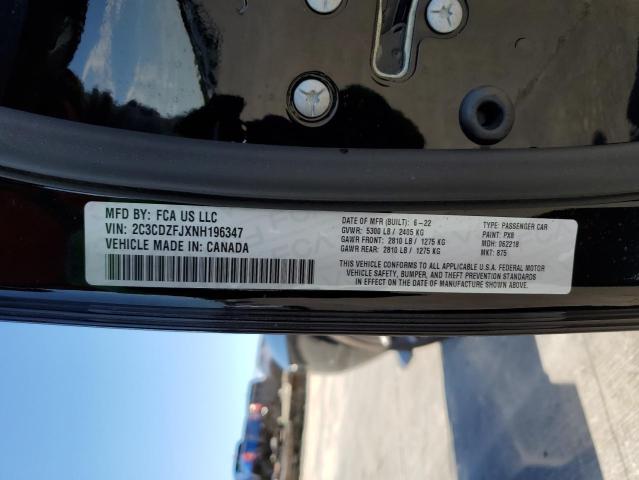 MFD BY: FCA US LLC
VIN: 2C3CDZFJXNH196347
VEHICLE MADE IN: CANADA
DATE OF MFR (BUILT): 6-22
GVWR: 5300 LB / 2405 KG
GAWR FRONT: 2810 LB / 1275 KG
GAWR REAR: 2810 LB / 1275 KG
TYPE: PASSENGER CAR
PAINT: PX8
MDH: 062218
MKT: 875
THIS VEHICLE CONFORMS TO ALL APPLICABLE U.S.A. FEDERAL MOTOR
VEHICLE SAFETY, BUMPER, AND THEFT PREVENTION STANDARDS
IN EFFECT ON THE DATE OF MANUFACTURE SHOWN ABOVE.